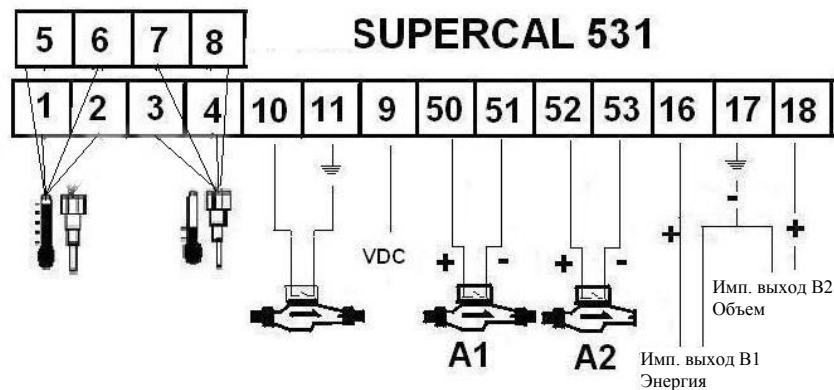 SUPERCAL 531
5 6 7 8
1 2 3 4 10 11 9 50 51 52 53 16 17 18
VDC
+ - + - + - +
A1 A2
Имп. выход B2
Объем
Имп. выход B1
Энергия